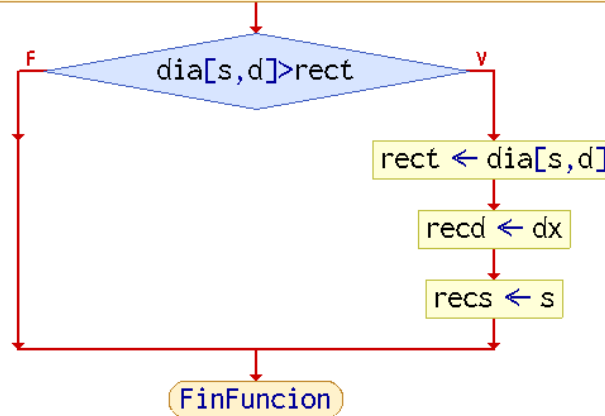 dia[s,d]>rect
F
V
rect ← dia[s,d]
recd ← dx
recs ← s
FinFuncion